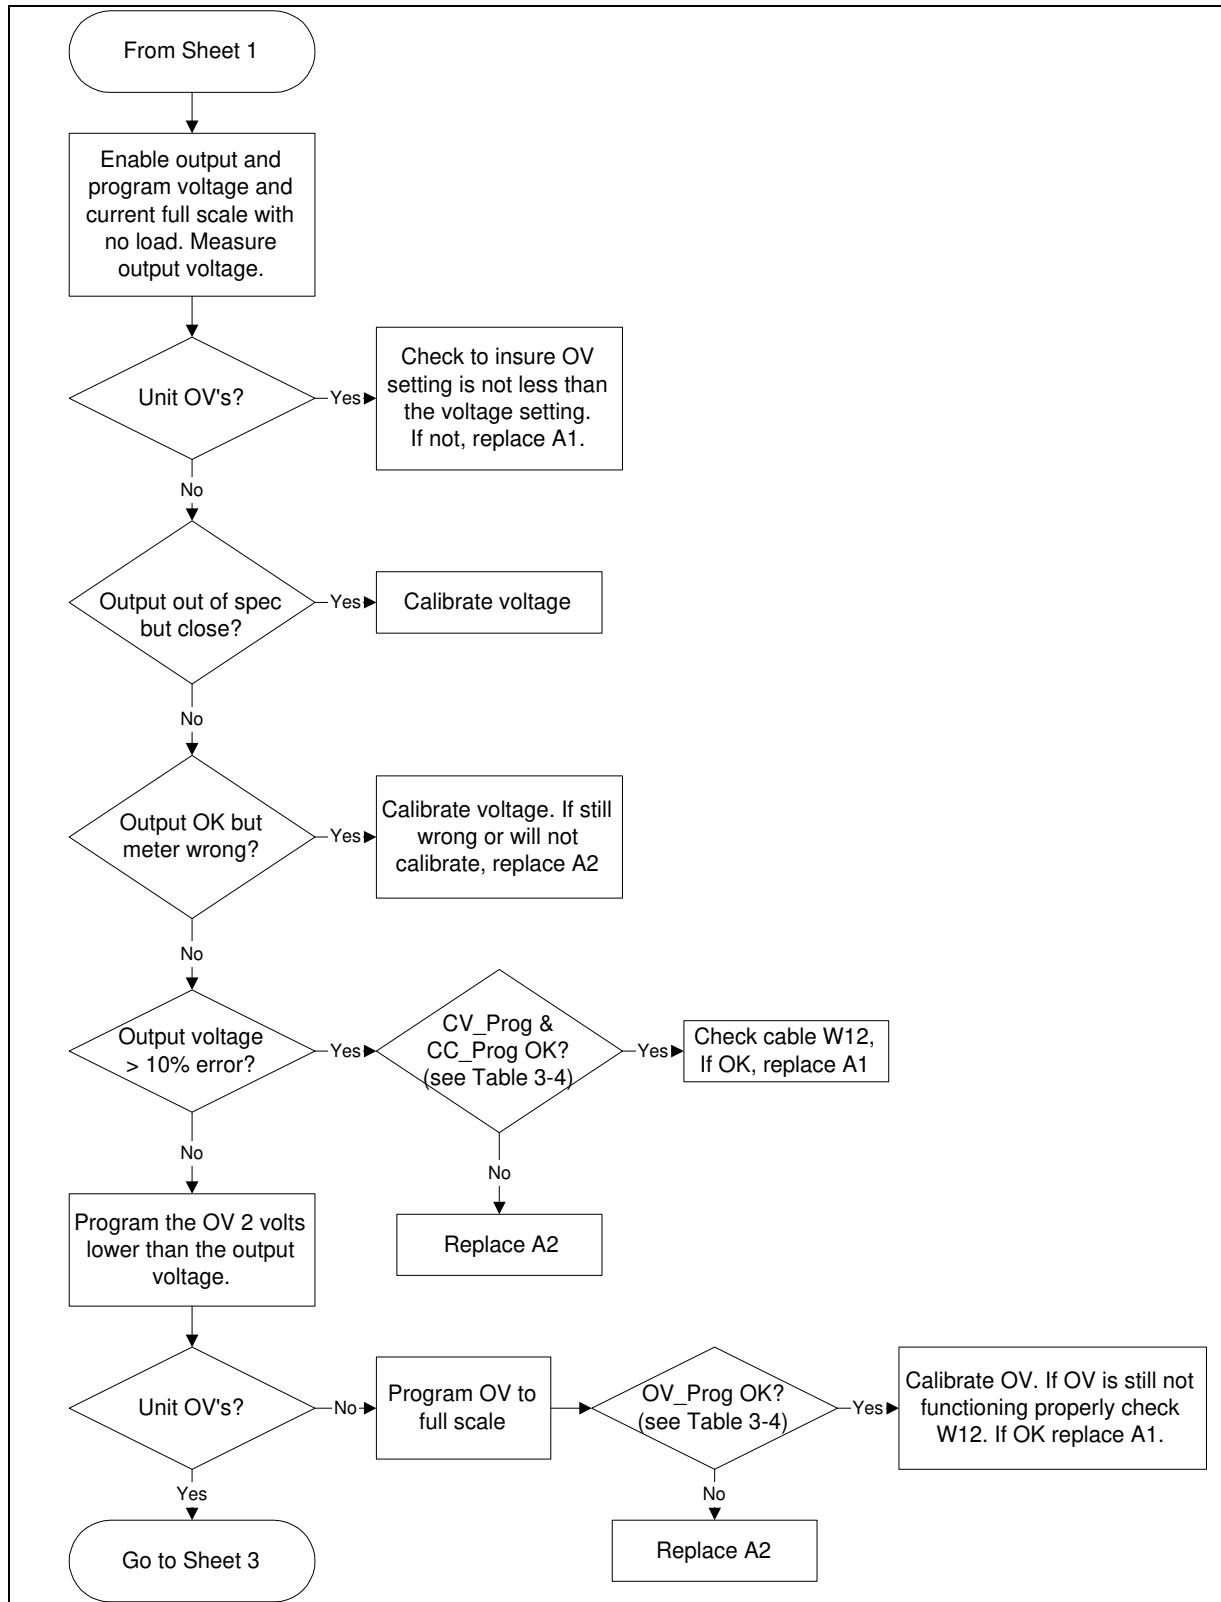 From Sheet 1
Enable output and
program voltage and
current full scale with
no load. Measure
output voltage.
Unit OV's?
Yes
Check to insure OV
setting is not less than
the voltage setting.
If not, replace A1.
No
Output out of spec
but close?
Yes
Calibrate voltage
No
Output OK but
meter wrong?
Yes
Calibrate voltage. If still
wrong or will not
calibrate, replace A2
No
Output voltage
> 10% error?
Yes
CV_Prog &
CC_Prog OK?
(see Table 3-4)
Yes
Check cable W12,
If OK, replace A1
No
Replace A2
No
Program the OV 2 volts
lower than the output
voltage.
Unit OV's?
No
Program OV to
full scale
OV_Prog OK?
(see Table 3-4)
Yes
Calibrate OV. If OV is still not
functioning properly check
W12. If OK replace A1.
No
Replace A2
Yes
Go to Sheet 3